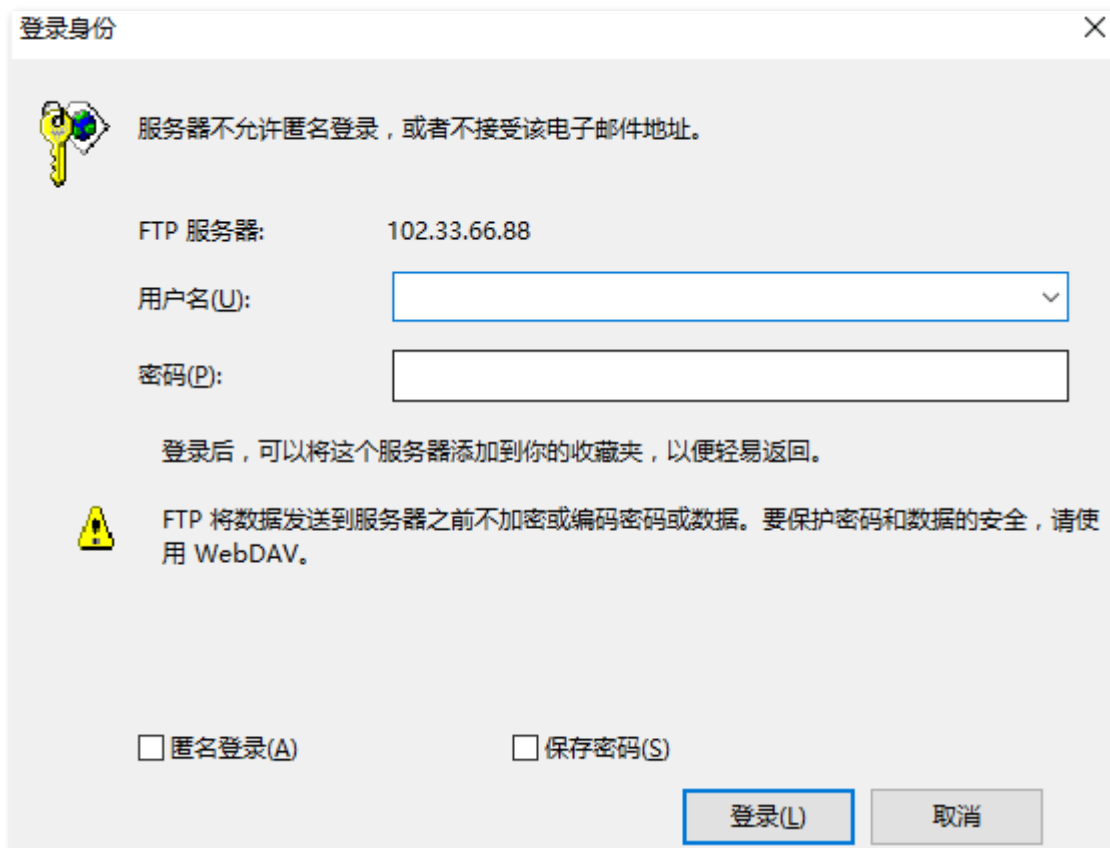 登录身份
服务器不允许匿名登录，或者不接受该电子邮件地址。
FTP 服务器: 102.33.66.88
用户名(U):
密码(P):
登录后，可以将这个服务器添加到你的收藏夹，以便轻易返回。
FTP 将数据发送到服务器之前不加密或编码密码或数据。要保护密码和数据的安全，请使
用 WebDAV。
匿名登录(A) 保存密码(S)
登录(L) 取消